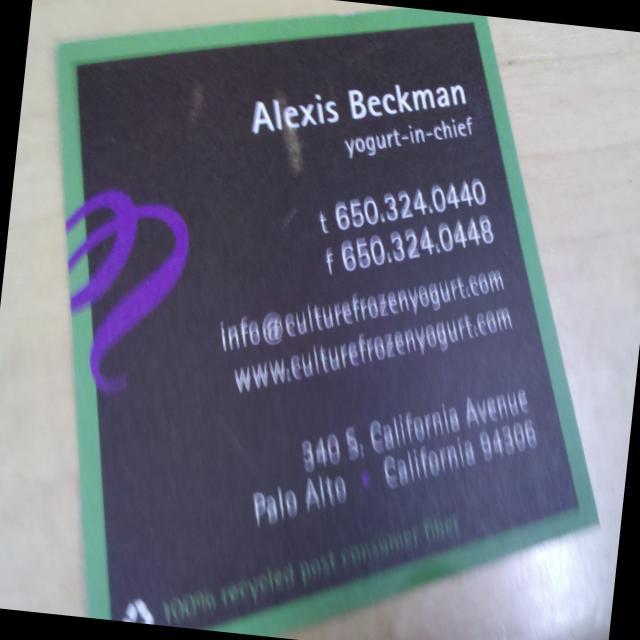 Alexis Beckman
yogurt-in-chief
t 650.324.0440
f 650.324.0448
info@culturefrozenyogurt.com
www.culturefrozenyogurt.com
340 S. California Avenue
Palo Alto • California 94306
100% recycled post consumer fiber